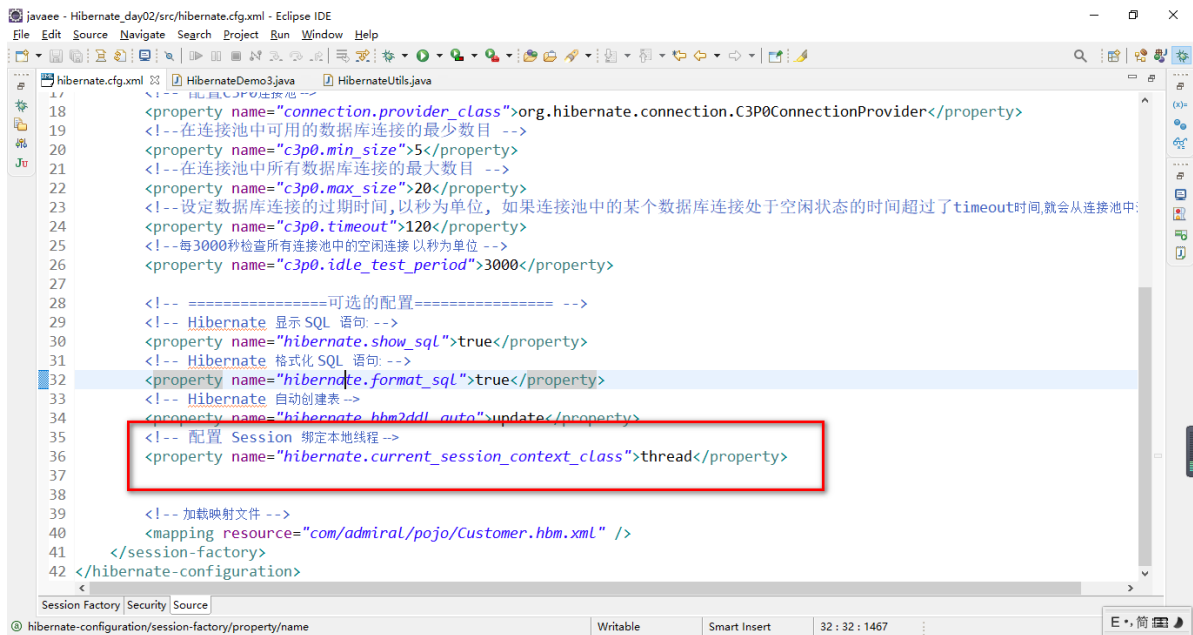 javaee - Hibernate_day02/src/hibernate.cfg.xml - Eclipse IDE
File Edit Source Navigate Search Project Run Window Help
hibernate.cfg.xml HibernateDemo3.java HibernateUtils.java
17 <!-- 配置C3P0连接池 -->
18 <property name="connection.provider_class">org.hibernate.connection.C3P0ConnectionProvider</property>
19 <!--在连接池中可用的数据库连接的最少数目 -->
20 <property name="c3p0.min_size">5</property>
21 <!--在连接池中所有数据库连接的最大数目 -->
22 <property name="c3p0.max_size">20</property>
23 <!--设定数据库连接的过期时间,以秒为单位, 如果连接池中的某个数据库连接处于空闲状态的时间超过了timeout时间,就会从连接池中
24 <property name="c3p0.timeout">120</property>
25 <!--每3000秒检查所有连接池中的空闲连接 以秒为单位 -->
26 <property name="c3p0.idle_test_period">3000</property>
27
28 <!-- ================可选的配置================ -->
29 <!-- Hibernate 显示 SQL 语句: -->
30 <property name="hibernate.show_sql">true</property>
31 <!-- Hibernate 格式化 SQL 语句: -->
32 <property name="hibernate.format_sql">true</property>
33 <!-- Hibernate 自动创建表 -->
34 <property name="hibernate.hbm2ddl.auto">update</property>
35 <!-- 配置 Session 绑定本地线程 -->
36 <property name="hibernate.current_session_context_class">thread</property>
37
38
39 <!-- 加载映射文件 -->
40 <mapping resource="com/admiral/pojo/Customer.hbm.xml" />
41 </session-factory>
42 </hibernate-configuration>
Session Factory Security Source
hibernate-configuration/session-factory/property/name Writable Smart Insert 32 : 32 : 1467
E 简